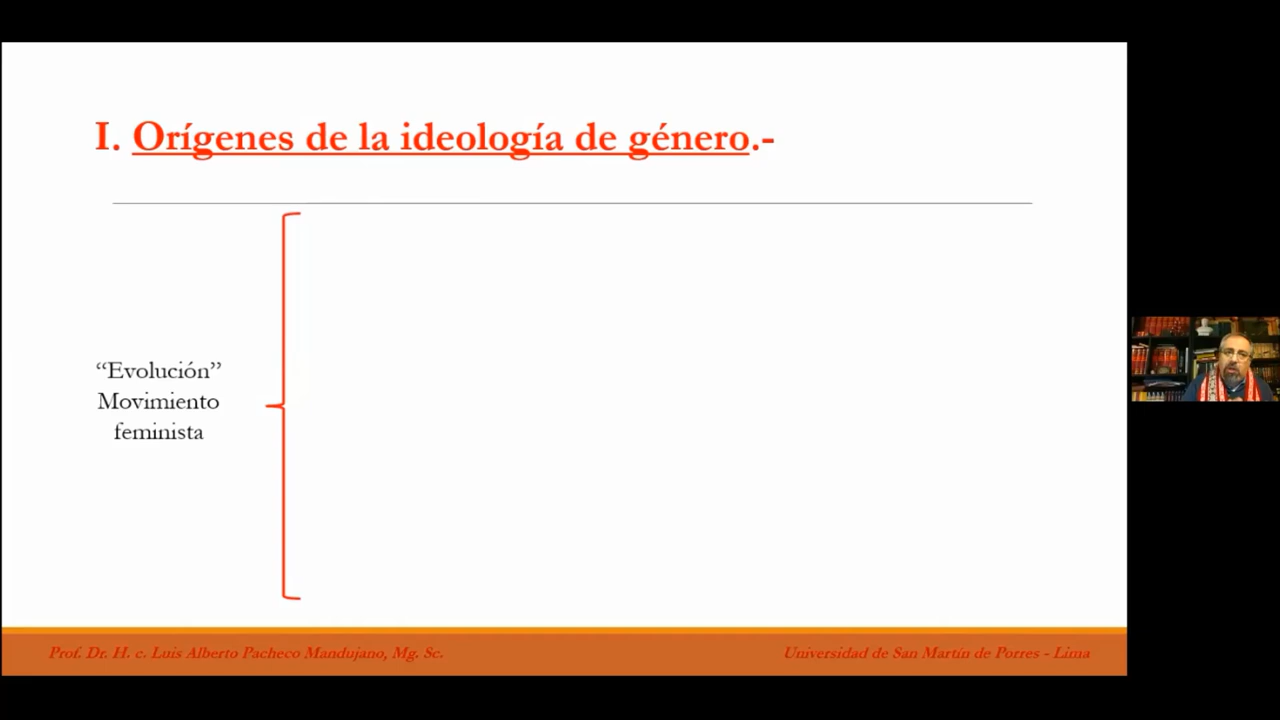 I. Orígenes de la ideología de género.-
“Evolución”
Movimiento
feminista
Prof. Dr. H. c. Luis Alberto Pacheco Mandujano, Mg. Sc.
Universidad de San Martín de Porres - Lima